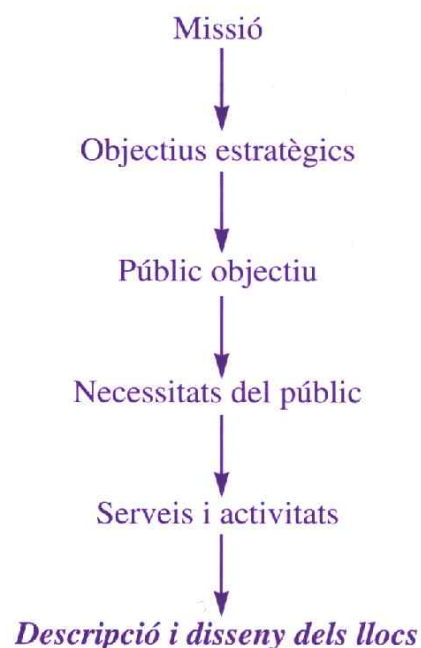 Missió
Objectius estratègics
Públic objectiu
Necessitats del públic
Serveis i activitats
Descripció i disseny dels llocs